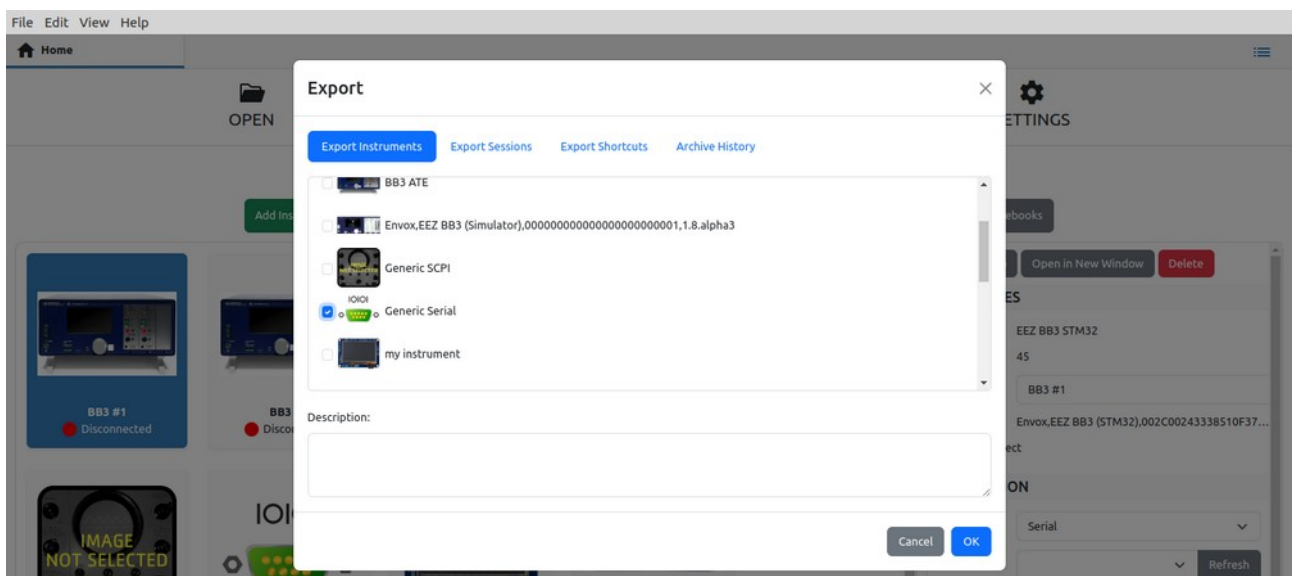 File Edit View Help
Home
OPEN
ETTINGS
Export
Export Instruments Export Sessions Export Shortcuts Archive History
BB3 ATE
Envox,EEZ BB3 (Simulator),000000000000000000000001,1.8.alpha3
Generic SCPI
IOIOI
Generic Serial
my instrument
Description:
Cancel OK
Add Ins
ebooks
Open in New Window Delete
ES
EEZ BB3 STM32
45
BB3 #1
Envox,EEZ BB3 (STM32),002C00243338510F37...
ect
ON
Serial
Refresh
BB3 #1
Disconnected
BB3
Discon
IMAGE
NOT SELECTED
IOI